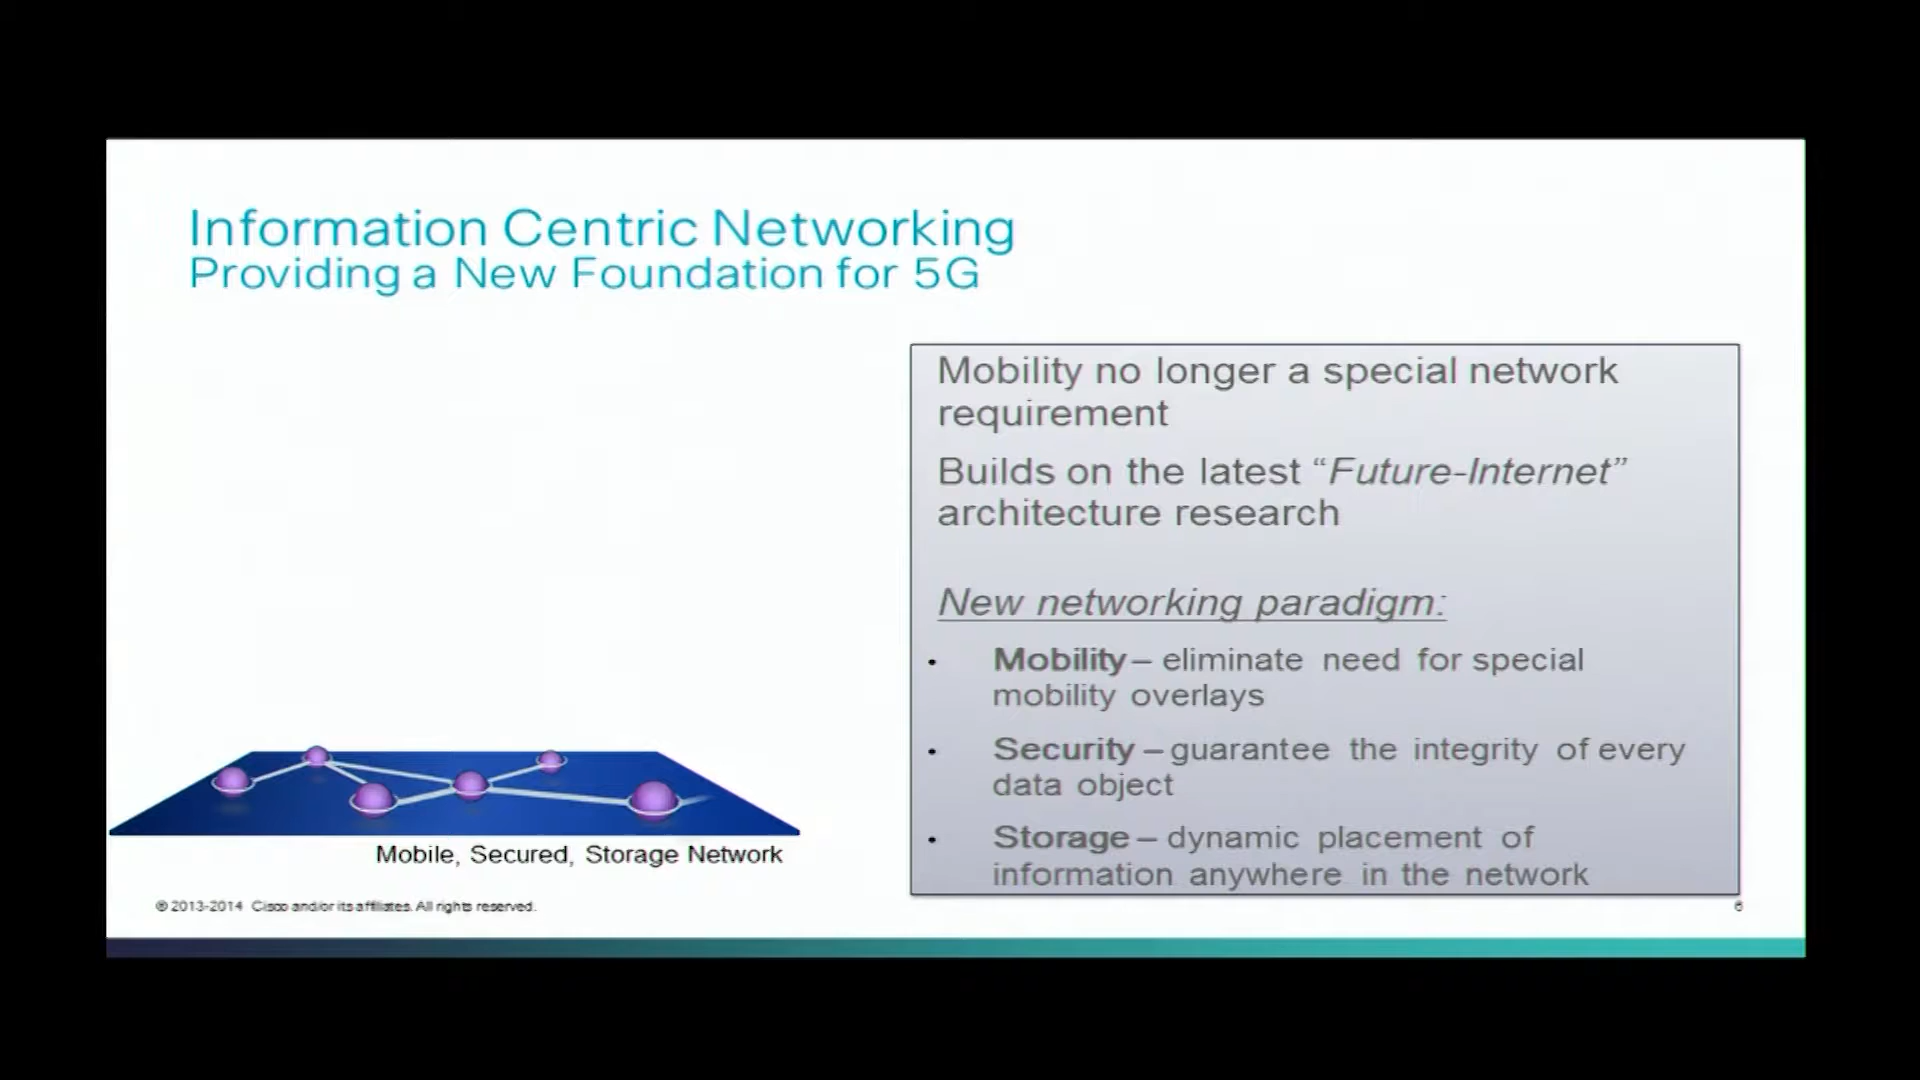 Information Centric Networking
Providing a New Foundation for 5G
Mobility no longer a special network
requirement
Builds on the latest “Future-Internet”
architecture research
New networking paradigm:
• Mobility – eliminate need for special
mobility overlays
• Security – guarantee the integrity of every
data object
• Storage – dynamic placement of
information anywhere in the network
Mobile, Secured, Storage Network
© 2013-2014 Cisco and/or its affiliates. All rights reserved.
6